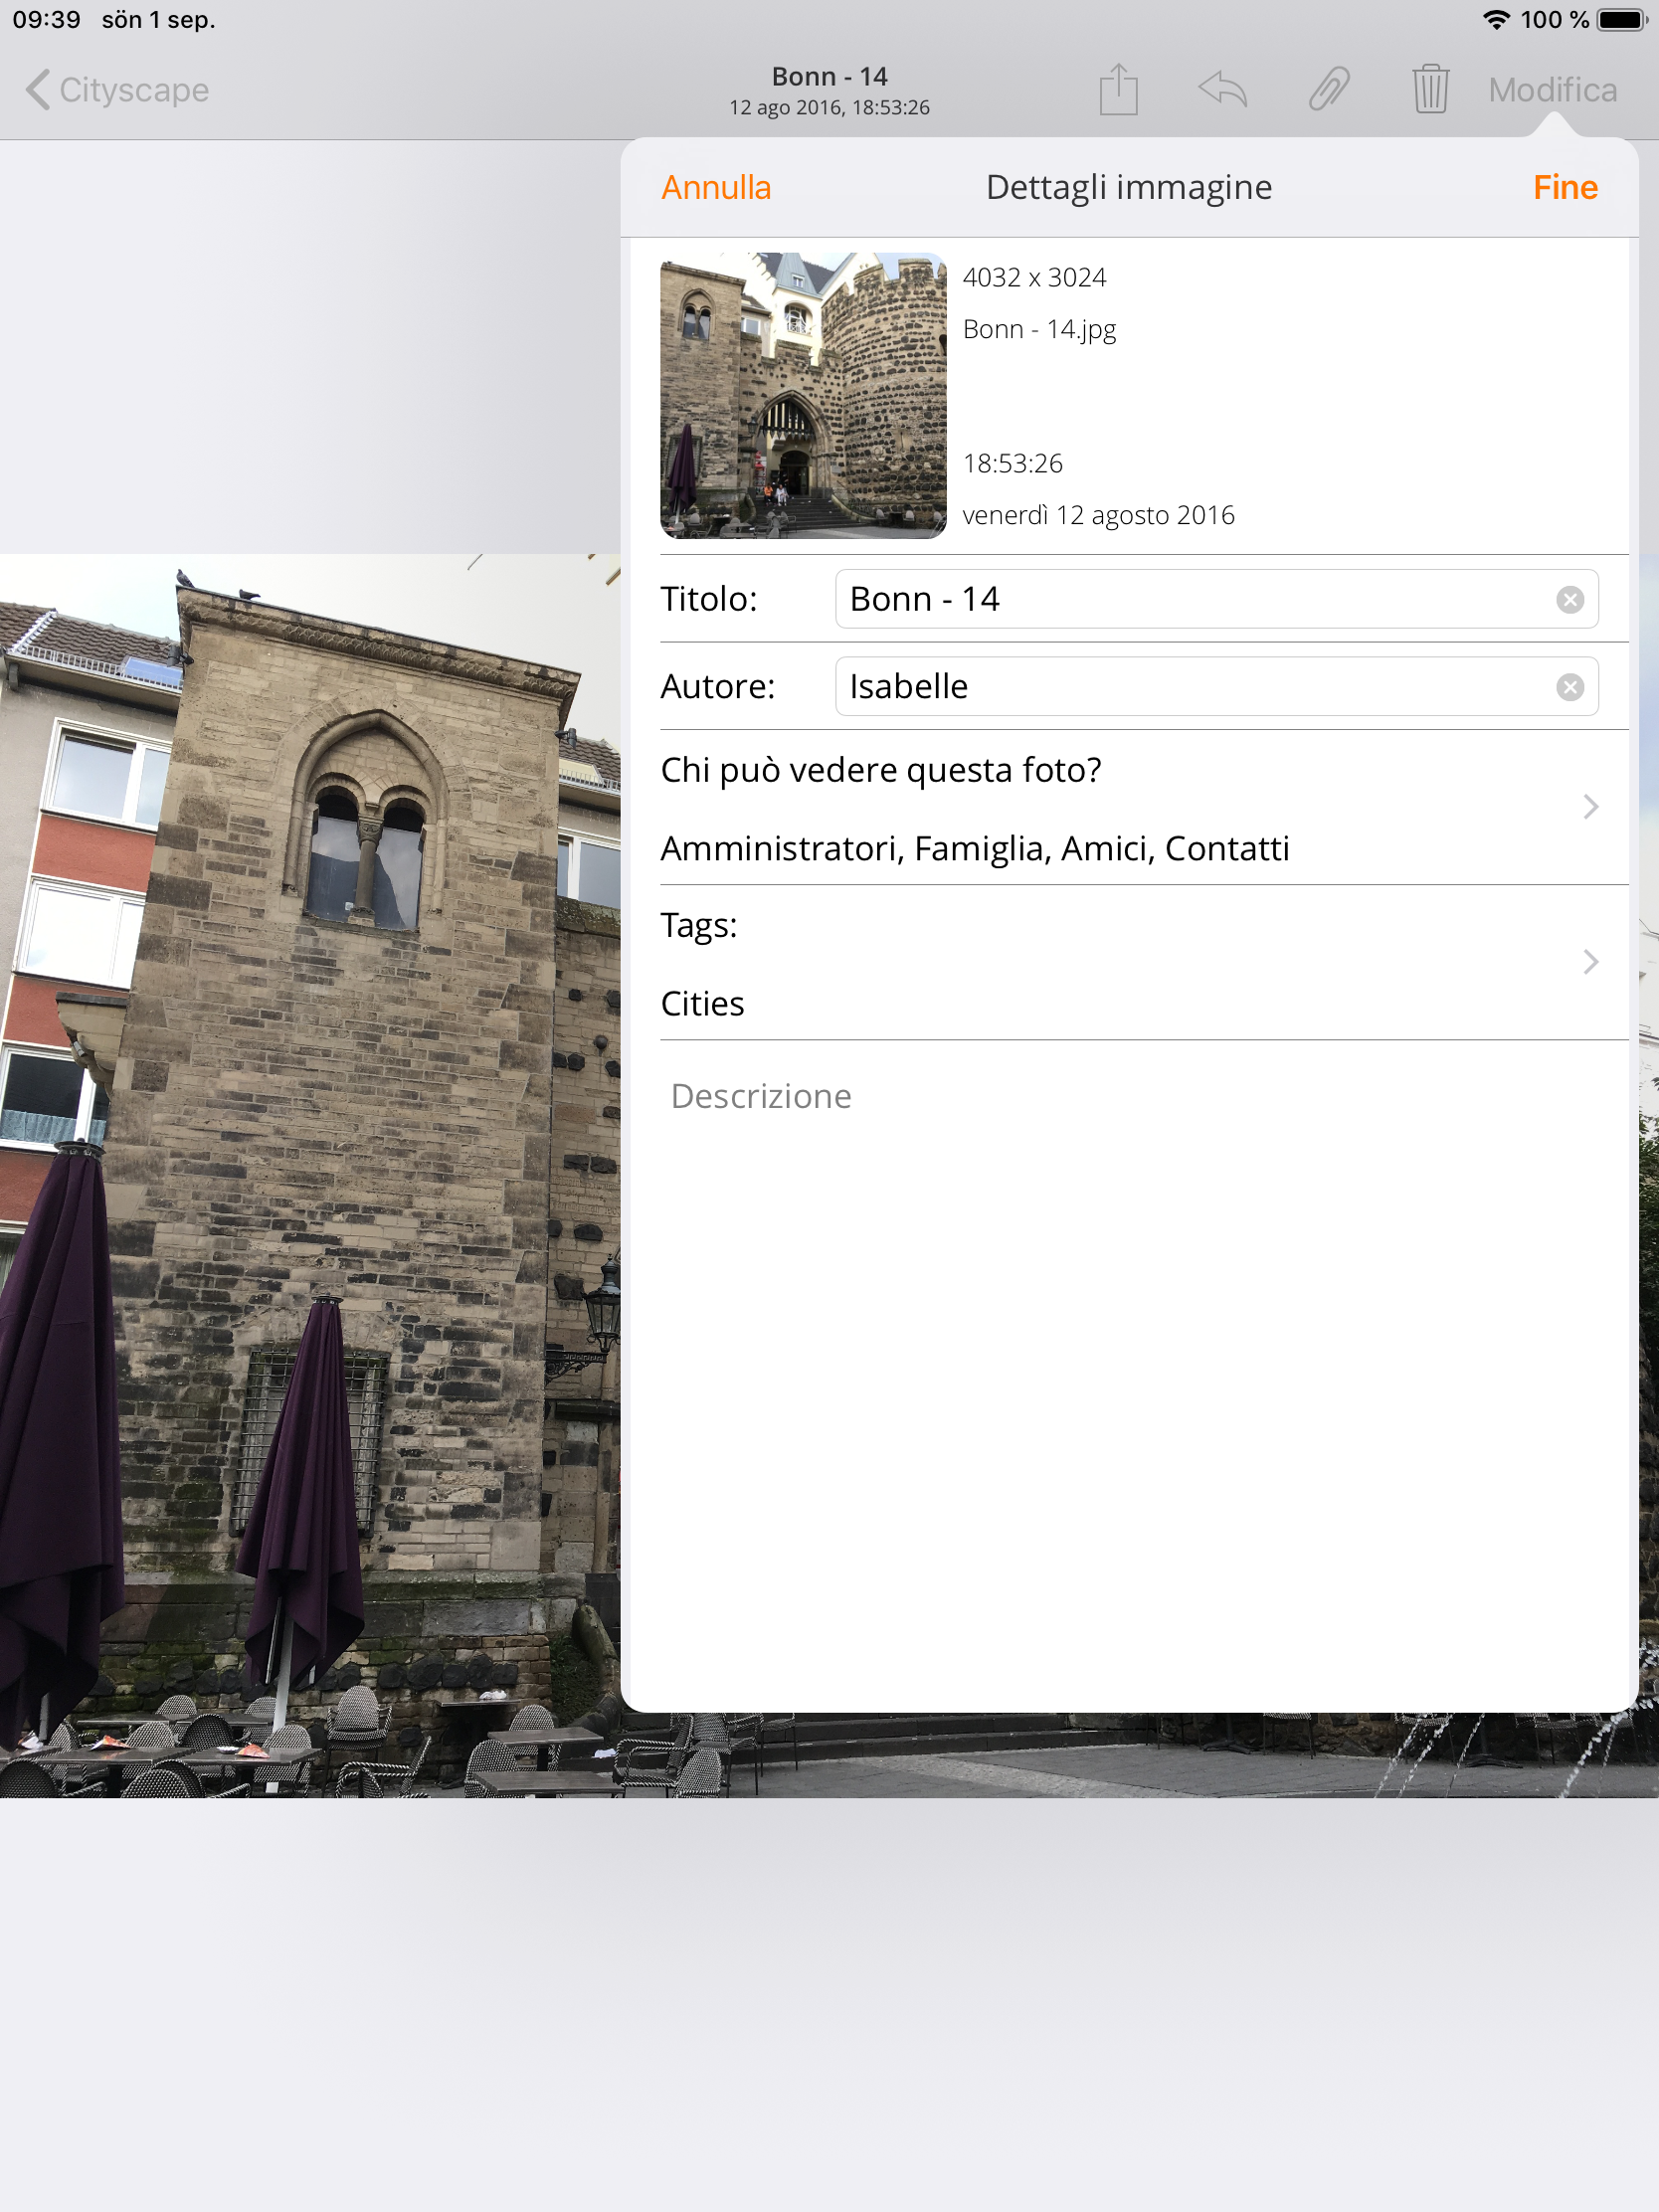 09:39 sön 1 sep. 100 %
Cityscape Bonn - 14 Modifica
12 ago 2016, 18:53:26
Annulla Dettagli immagine Fine
4032 x 3024
Bonn - 14.jpg
18:53:26
venerdì 12 agosto 2016
Titolo: Bonn - 14
Autore: Isabelle
Chi può vedere questa foto?
Amministratori, Famiglia, Amici, Contatti
Tags:
Cities
Descrizione